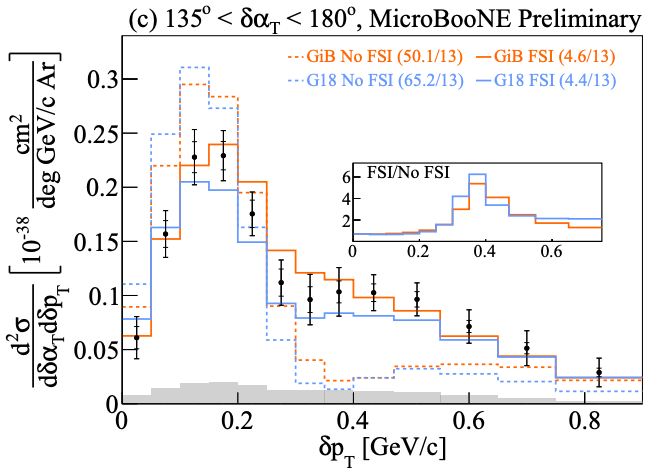 (c) 135° < δα_T < 180°, MicroBooNE Preliminary
GiB No FSI (50.1/13) GiB FSI (4.6/13)
G18 No FSI (65.2/13) G18 FSI (4.4/13)
d²σ/dδα_Tdδp_T [10⁻³⁸ cm²/deg GeV/c Ar]
0.3
0.25
0.2
0.15
0.1
0.05
0
FSI/No FSI
6
4
2
0 0.2 0.4 0.6
0 0.2 0.4 0.6 0.8
δp_T [GeV/c]